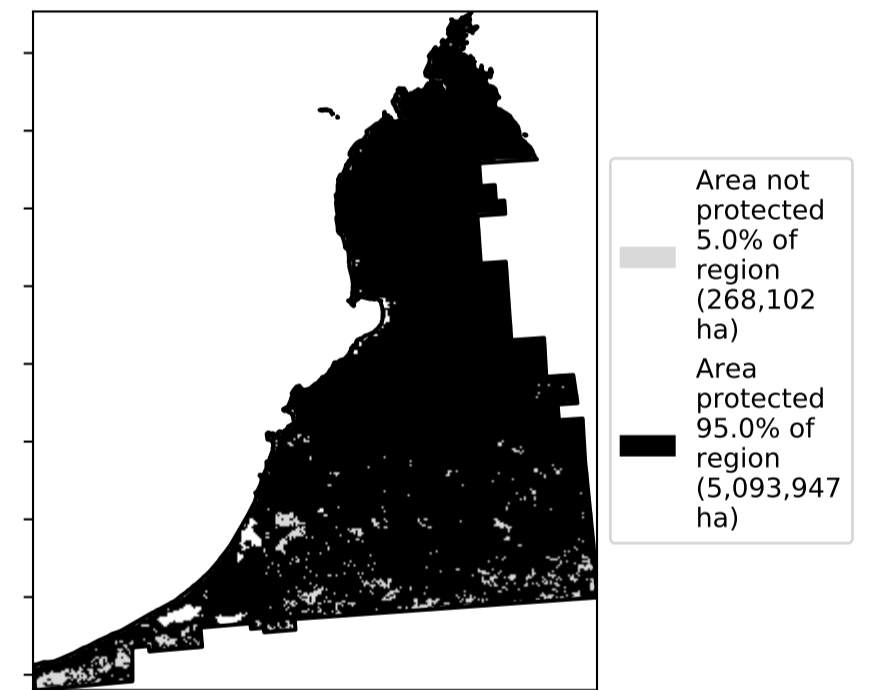 Area not
protected
5.0% of
region
(268,102
ha)
Area
protected
95.0% of
region
(5,093,947
ha)